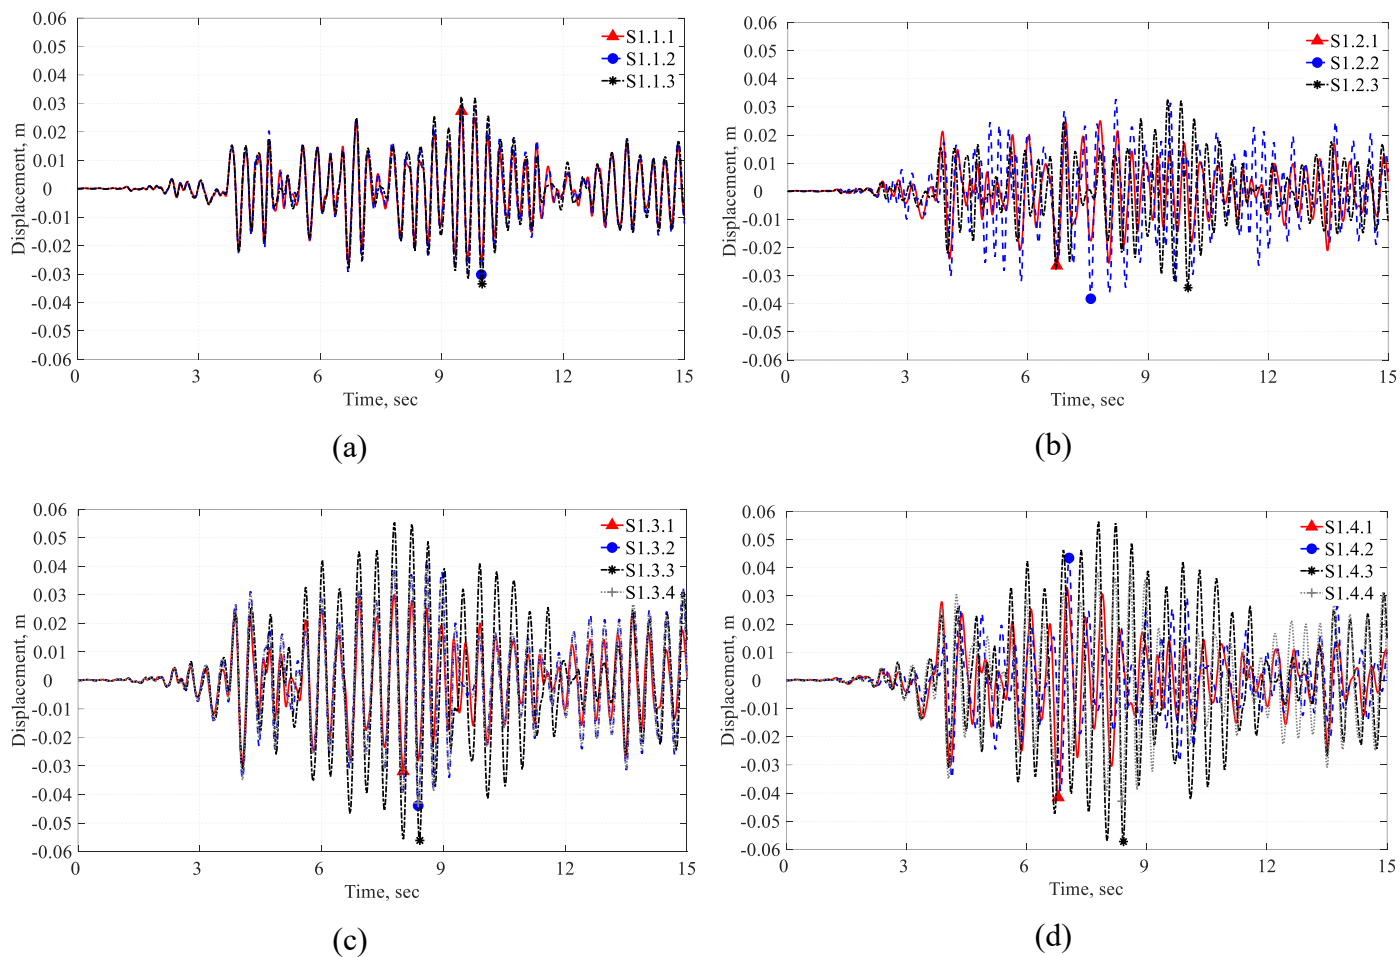 0.06
0.05
0.04
0.03
0.02
0.01
0
-0.01
-0.02
-0.03
-0.04
-0.05
-0.06
Displacement, m
S1.1.1
S1.1.2
S1.1.3
0 3 6 9 12 15
Time, sec
(a)
0.06
0.05
0.04
0.03
0.02
0.01
0
-0.01
-0.02
-0.03
-0.04
-0.05
-0.06
Displacement, m
S1.2.1
S1.2.2
S1.2.3
0 3 6 9 12 15
Time, sec
(b)
0.06
0.05
0.04
0.03
0.02
0.01
0
-0.01
-0.02
-0.03
-0.04
-0.05
-0.06
Displacement, m
S1.3.1
S1.3.2
S1.3.3
S1.3.4
0 3 6 9 12 15
Time, sec
(c)
0.06
0.05
0.04
0.03
0.02
0.01
0
-0.01
-0.02
-0.03
-0.04
-0.05
-0.06
Displacement, m
S1.4.1
S1.4.2
S1.4.3
S1.4.4
0 3 6 9 12 15
Time, sec
(d)